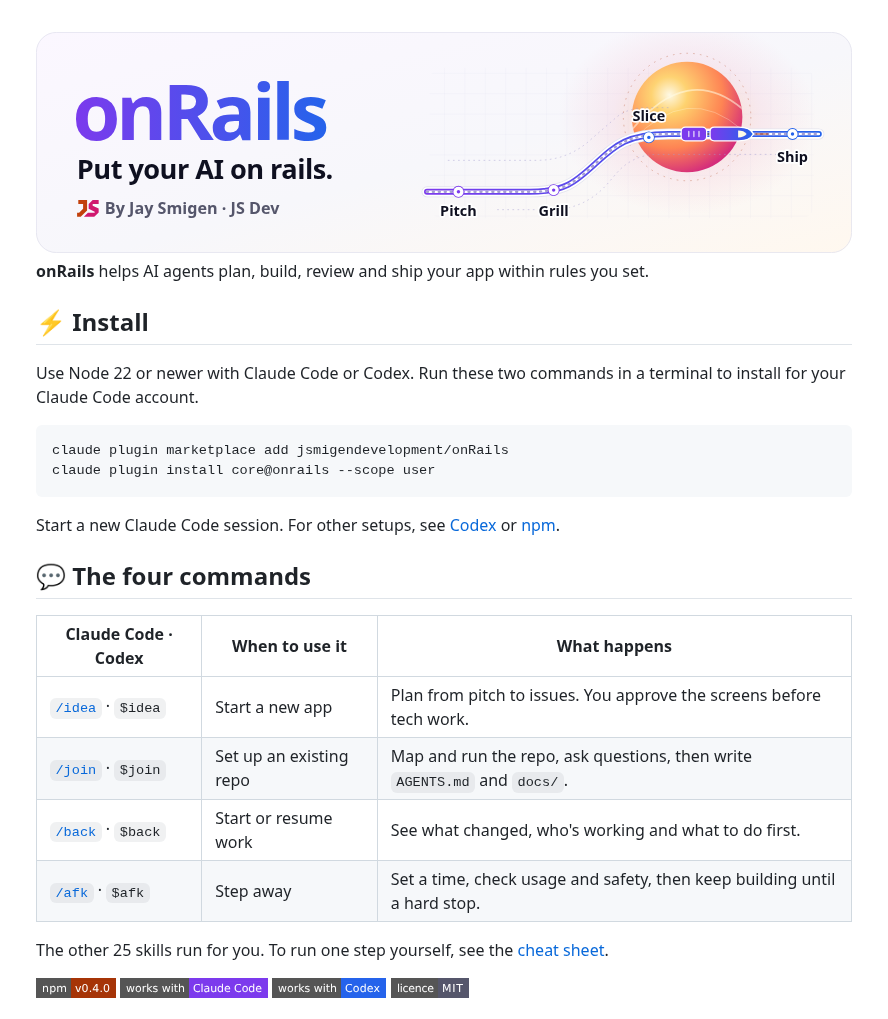 onRails
Put your AI on rails.
JS By Jay Smigen · JS Dev
Slice
Ship
Pitch
Grill
onRails helps AI agents plan, build, review and ship your app within rules you set.
⚡ Install
Use Node 22 or newer with Claude Code or Codex. Run these two commands in a terminal to install for your
Claude Code account.
claude plugin marketplace add jsmigendevelopment/onRails
claude plugin install core@onrails --scope user
Start a new Claude Code session. For other setups, see Codex or npm.
💬 The four commands
Claude Code ·
Codex
When to use it
What happens
/idea · $idea
Start a new app
Plan from pitch to issues. You approve the screens before
tech work.
/join · $join
Set up an existing
repo
Map and run the repo, ask questions, then write
AGENTS.md and docs/.
/back · $back
Start or resume
work
See what changed, who's working and what to do first.
/afk · $afk
Step away
Set a time, check usage and safety, then keep building until
a hard stop.
The other 25 skills run for you. To run one step yourself, see the cheat sheet.
npm v0.4.0 works with Claude Code works with Codex licence MIT